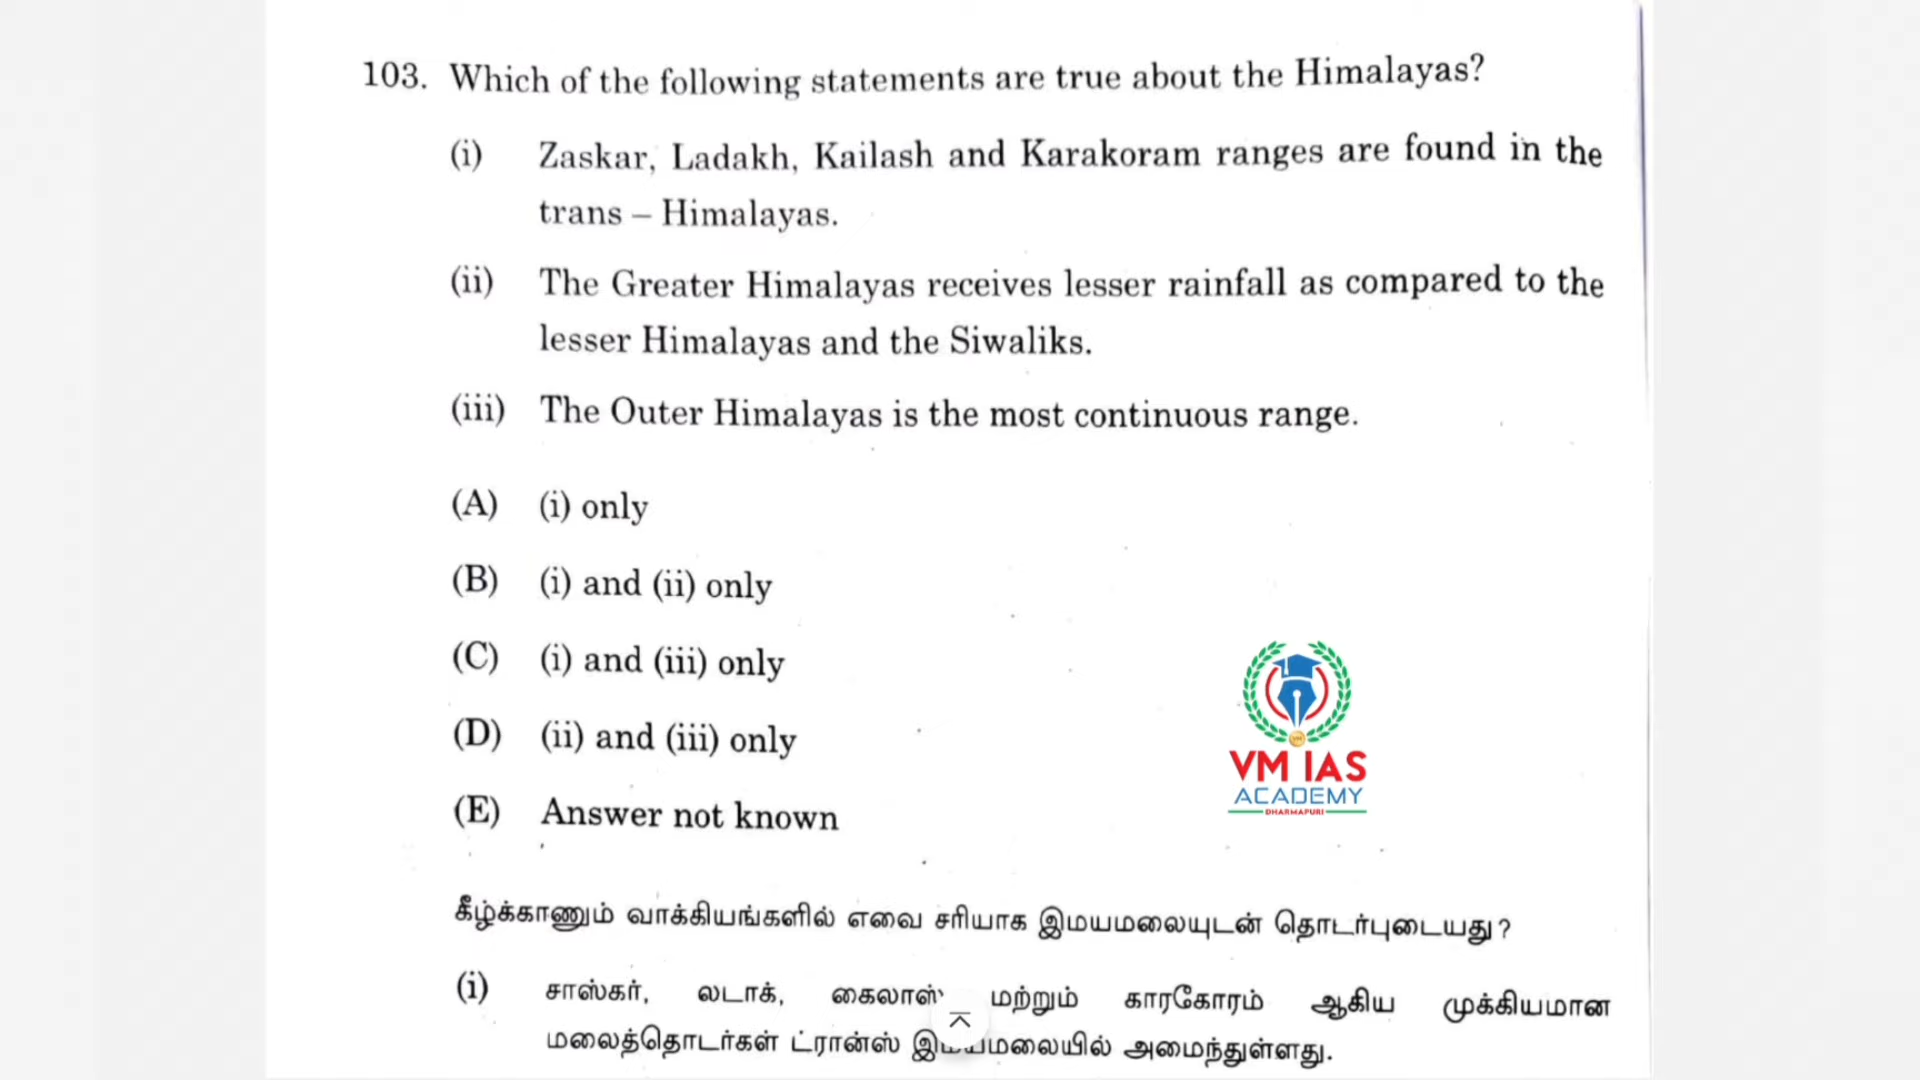 103. Which of the following statements are true about the Himalayas?
(i) Zaskar, Ladakh, Kailash and Karakoram ranges are found in the
trans – Himalayas.
(ii) The Greater Himalayas receives lesser rainfall as compared to the
lesser Himalayas and the Siwaliks.
(iii) The Outer Himalayas is the most continuous range.
(A) (i) only
(B) (i) and (ii) only
(C) (i) and (iii) only
(D) (ii) and (iii) only
(E) Answer not known
VM IAS
ACADEMY
DHARMAPURI
கீழ்க்காணும் வாக்கியங்களில் எவை சரியாக இமயமலையுடன் தொடர்புடையது?
(i) சாஸ்கர், லடாக், கைலாஸ் மற்றும் காரகோரம் ஆகிய முக்கியமான
மலைத்தொடர்கள் ட்ரான்ஸ் இமயமலையில் அமைந்துள்ளது.